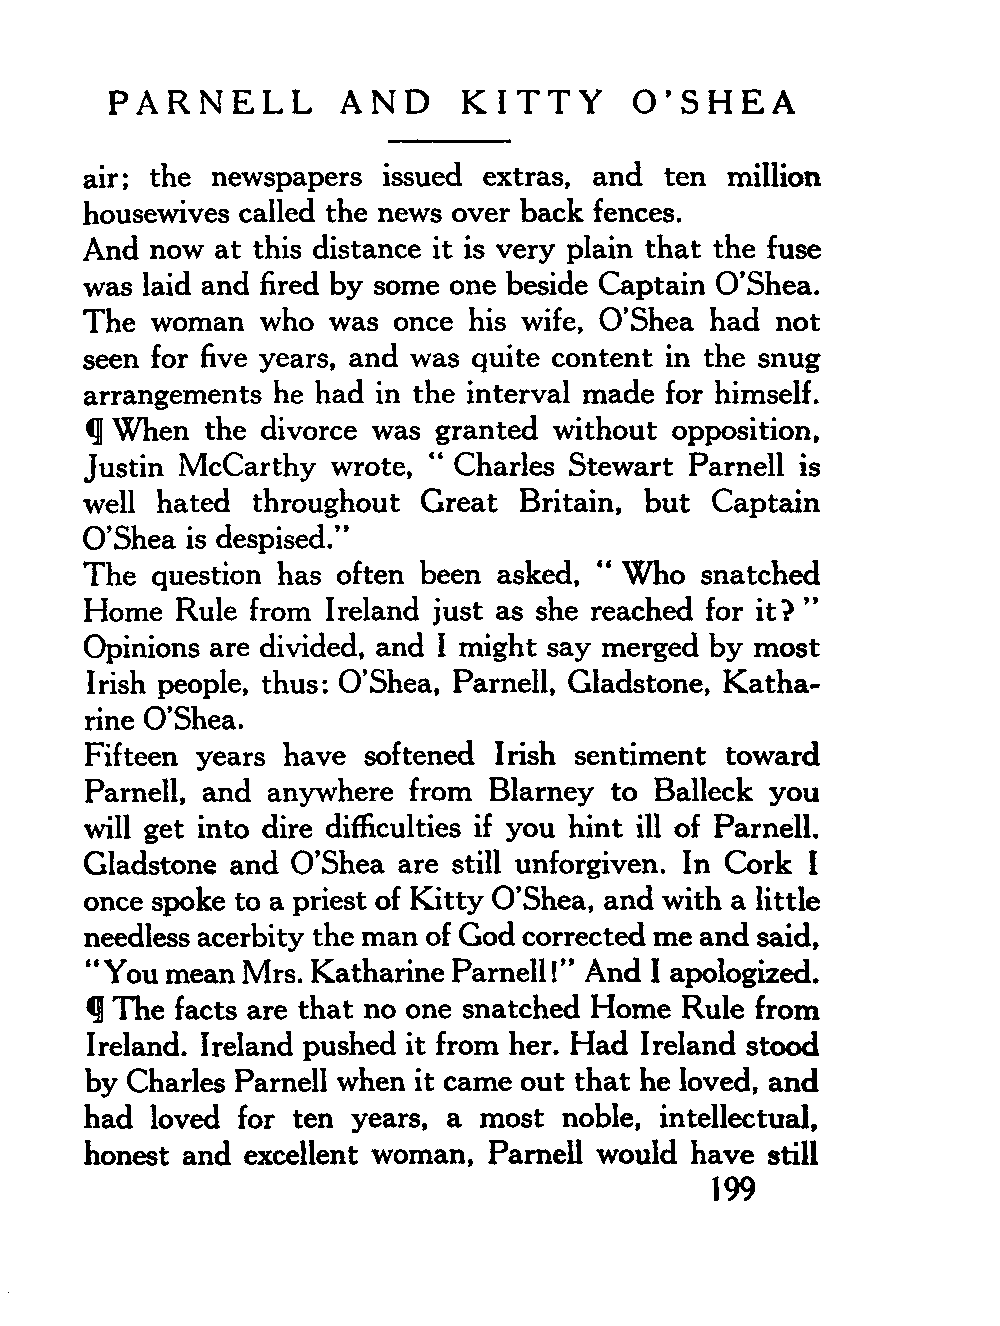 PARNELL AND KITTY O'SHEA
air; the newspapers issued extras, and ten million
housewives called the news over back fences.
And now at this distance it is very plain that the fuse
was laid and fired by some one beside Captain O'Shea.
The woman who was once his wife, O'Shea had not
seen for five years, and was quite content in the snug
arrangements he had in the interval made for himself.
¶ When the divorce was granted without opposition,
Justin McCarthy wrote, “ Charles Stewart Parnell is
well hated throughout Great Britain, but Captain
O'Shea is despised.”
The question has often been asked, “ Who snatched
Home Rule from Ireland just as she reached for it? ”
Opinions are divided, and I might say merged by most
Irish people, thus: O'Shea, Parnell, Gladstone, Katha-
rine O'Shea.
Fifteen years have softened Irish sentiment toward
Parnell, and anywhere from Blarney to Balleck you
will get into dire difficulties if you hint ill of Parnell.
Gladstone and O'Shea are still unforgiven. In Cork I
once spoke to a priest of Kitty O'Shea, and with a little
needless acerbity the man of God corrected me and said,
“You mean Mrs. Katharine Parnell!” And I apologized.
¶ The facts are that no one snatched Home Rule from
Ireland. Ireland pushed it from her. Had Ireland stood
by Charles Parnell when it came out that he loved, and
had loved for ten years, a most noble, intellectual,
honest and excellent woman, Parnell would have still
199